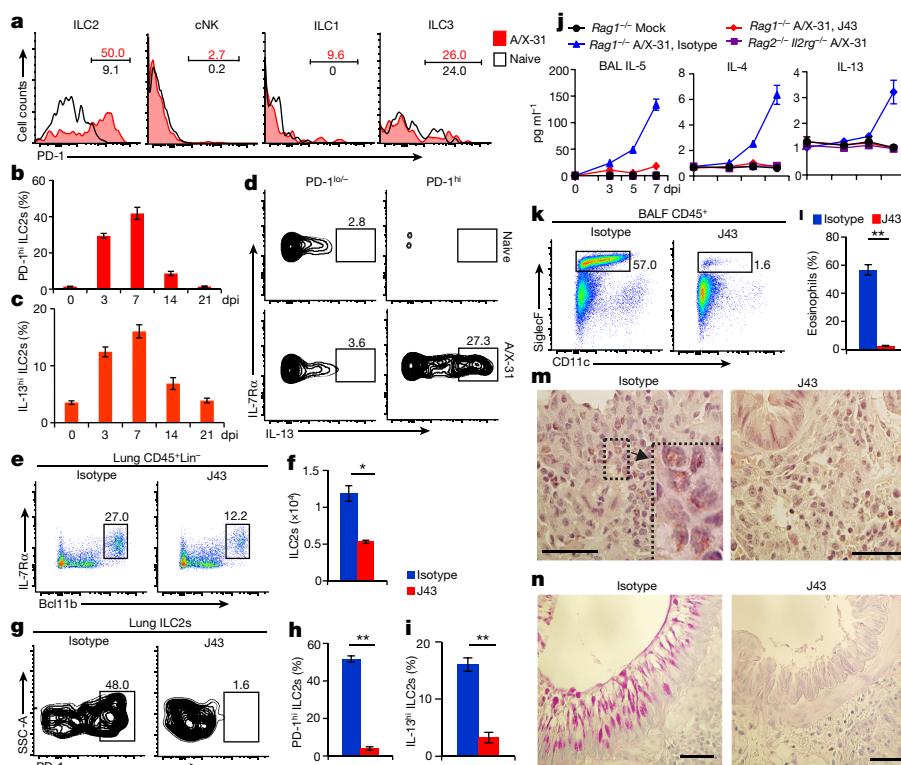 a
ILC2
cNK
ILC1
ILC3
50.0
9.1
2.7
0.2
9.6
0
26.0
24.0
A/X-31
Naive
Cell counts
PD-1
b
PD-1hi ILC2s (%)
60
40
20
0
0 3 7 14 21 dpi
c
IL-13hi ILC2s (%)
20
10
0
0 3 7 14 21 dpi
d
PD-1lo/–
PD-1hi
2.8
Naive
3.6
27.3
A/X-31
IL-7Rα
IL-13
e
Lung CD45+Lin–
Isotype
J43
27.0
12.2
IL-7Rα
Bcl11b
f
ILC2s (×10⁴)
1.5
1
0.5
0
*
Isotype
J43
g
Lung ILC2s
Isotype
J43
48.0
1.6
SSC-A
h
PD-1hi ILC2s (%)
60
40
20
0
**
i
IL-13hi ILC2s (%)
20
10
0
**
j
Rag1–/– Mock
Rag1–/– A/X-31, J43
Rag1–/– A/X-31, Isotype
Rag2–/– Il2rg–/– A/X-31
BAL IL-5
IL-4
IL-13
pg ml–1
200
150
100
50
0
0 3 5 7 dpi
8
6
4
2
0
4
3
2
1
0
k
BALF CD45+
Isotype
J43
57.0
1.6
SiglecF
CD11c
l
Isotype
J43
**
Eosinophils (%)
80
60
40
20
0
m
Isotype
J43
n
Isotype
J43